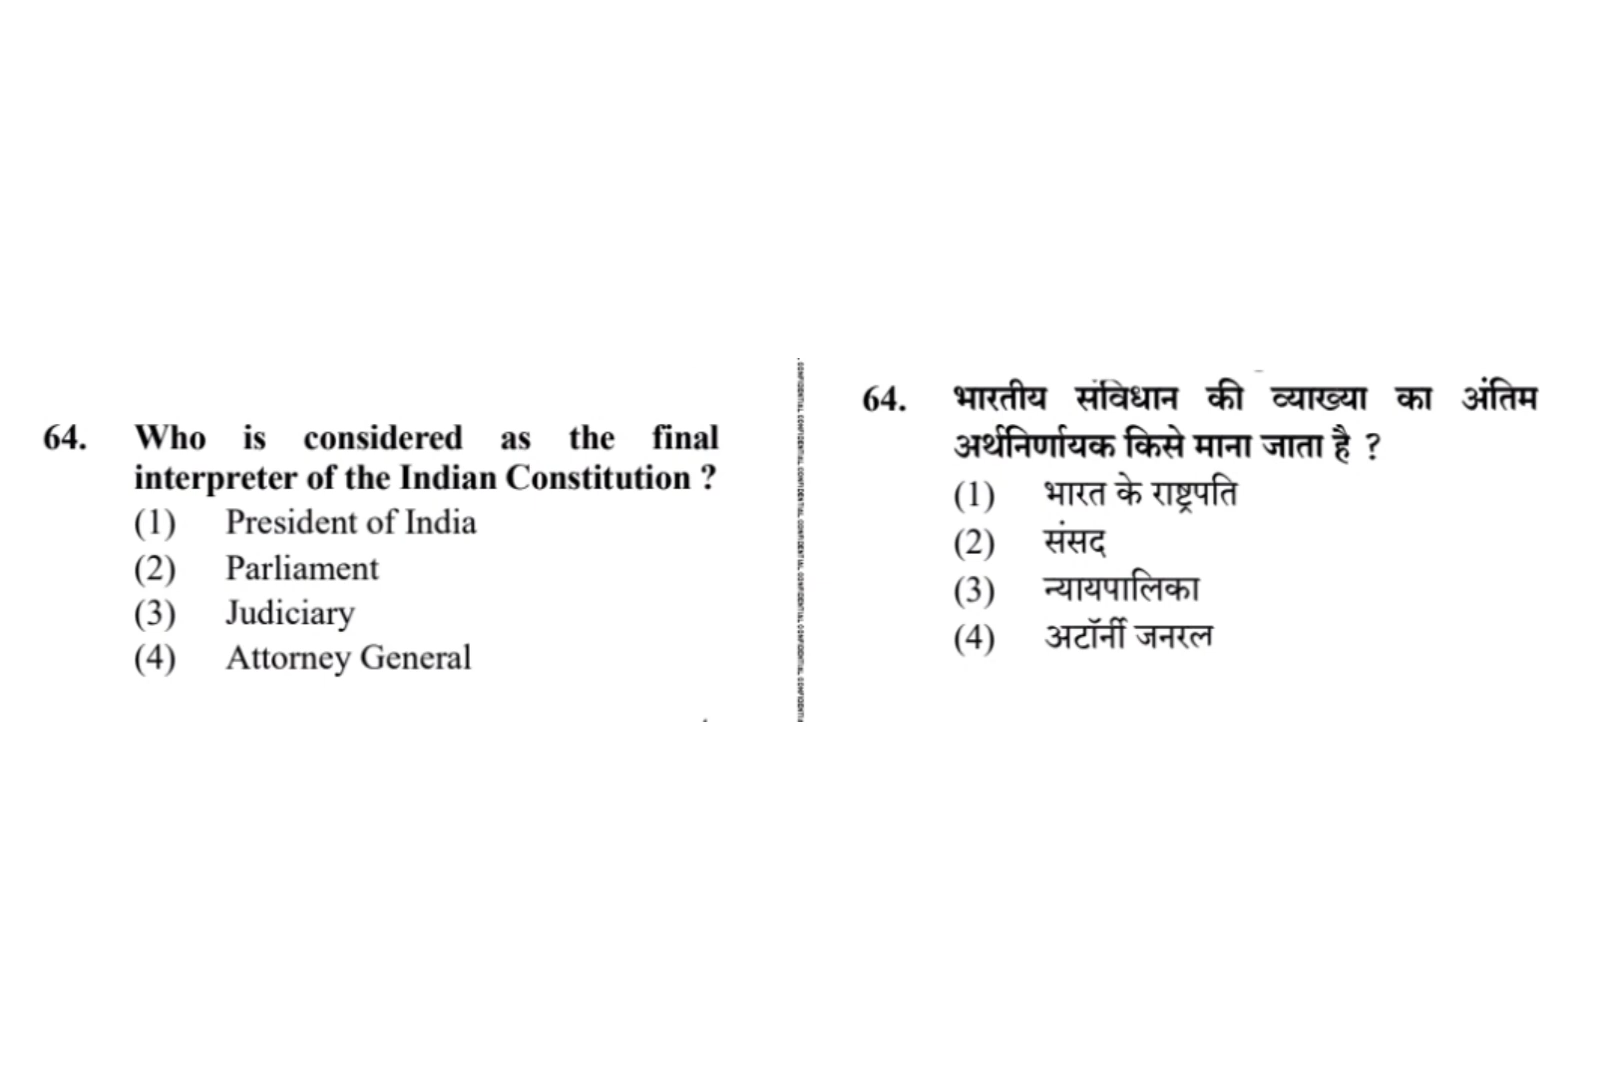 64. Who is considered as the final
interpreter of the Indian Constitution ?
(1) President of India
(2) Parliament
(3) Judiciary
(4) Attorney General
64. भारतीय संविधान की व्याख्या का अंतिम
अर्थनिर्णायक किसे माना जाता है ?
(1) भारत के राष्ट्रपति
(2) संसद
(3) न्यायपालिका
(4) अटॉर्नी जनरल